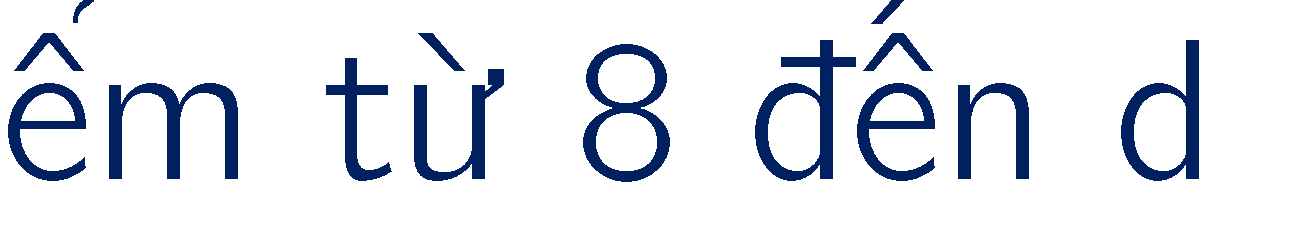 ếm từ 8 đến d